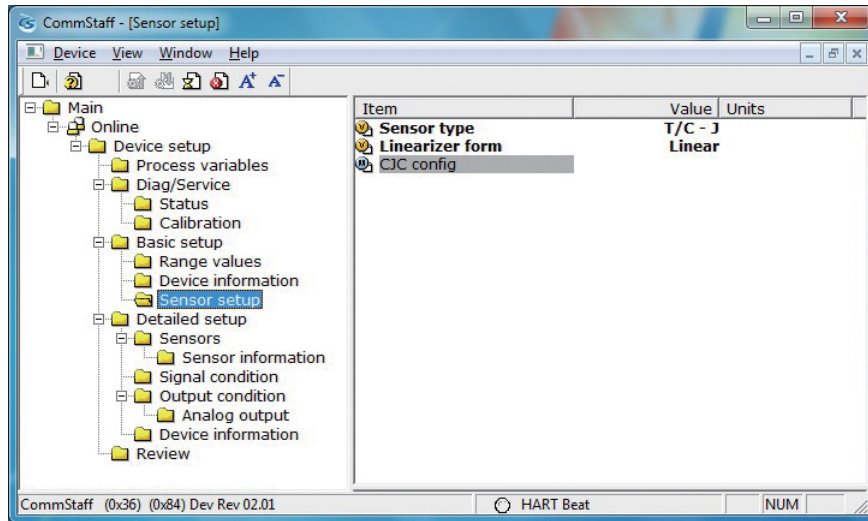 CommStaff - [Sensor setup]
Device View Window Help
A+ A-
Main
Online
Device setup
Process variables
Diag/Service
Status
Calibration
Basic setup
Range values
Device information
Sensor setup
Detailed setup
Sensors
Sensor information
Signal condition
Output condition
Analog output
Device information
Review
Item Value Units
Sensor type T/C - J
Linearizer form Linear
CJC config
CommStaff (0x36) (0x84) Dev Rev 02.01 HART Beat NUM